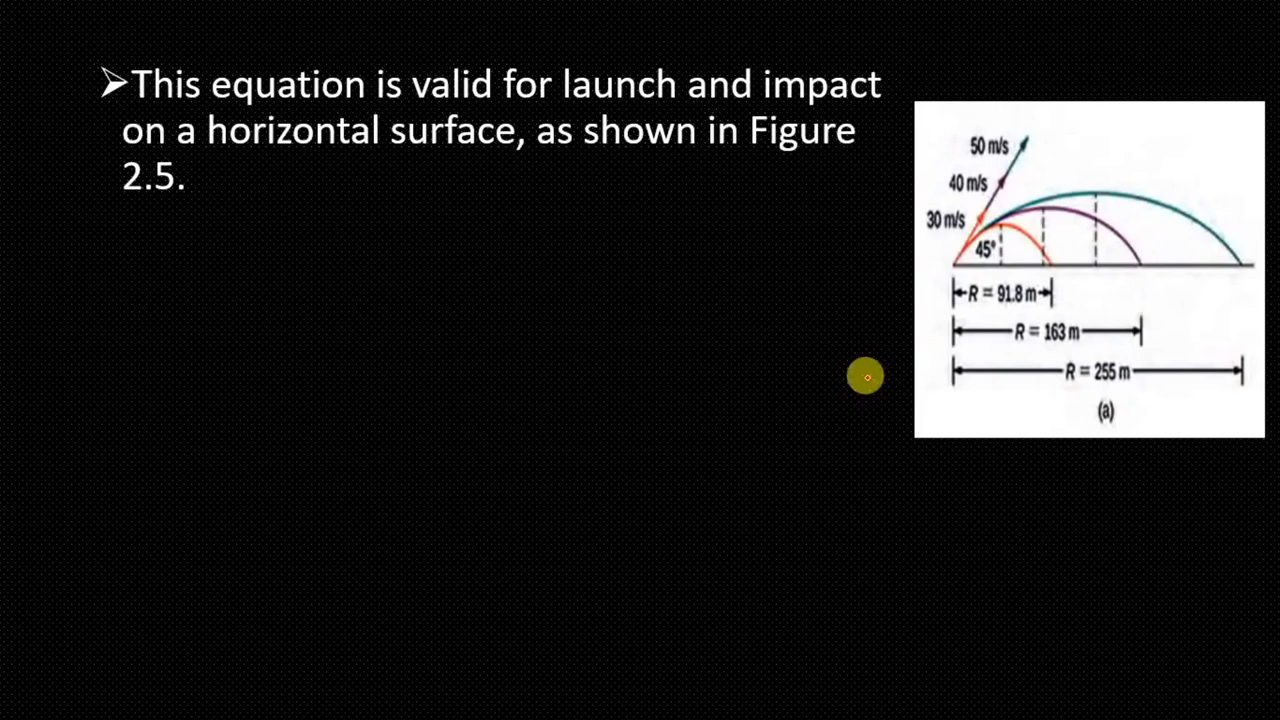 ➢This equation is valid for launch and impact
on a horizontal surface, as shown in Figure
2.5.
50 m/s
40 m/s
30 m/s
45°
R = 91.8 m
R = 163 m
R = 255 m
(a)